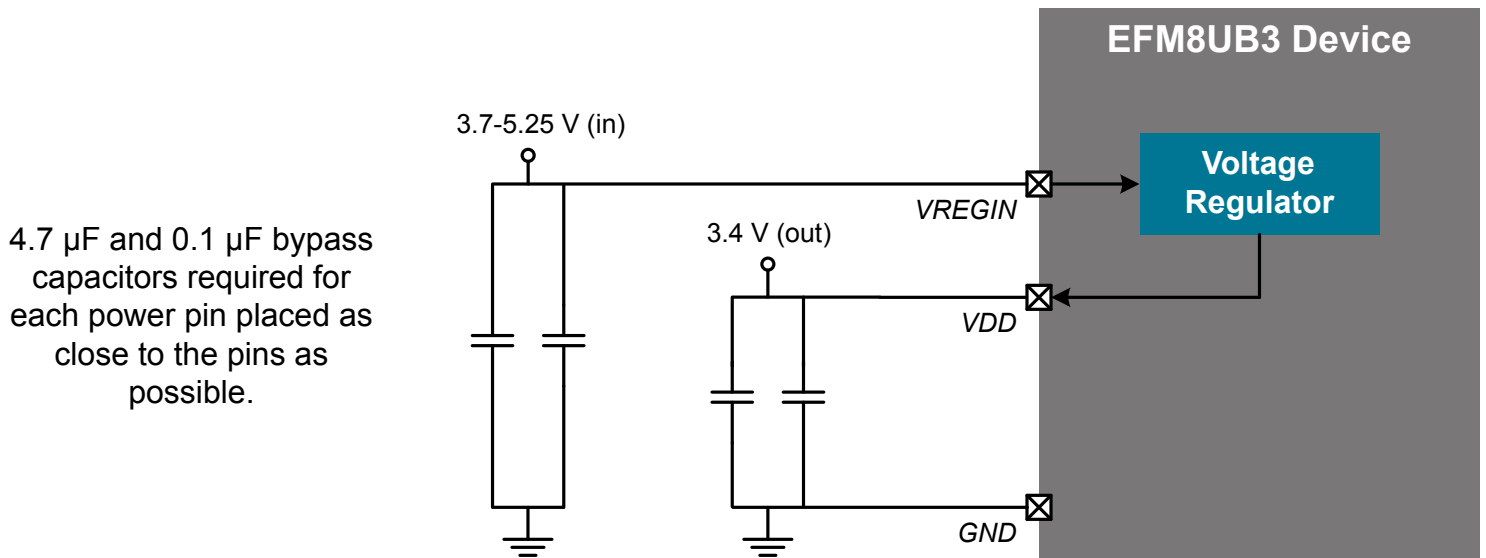 EFM8UB3 Device
3.7-5.25 V (in)
Voltage
Regulator
VREGIN
4.7 µF and 0.1 µF bypass
capacitors required for
each power pin placed as
close to the pins as
possible.
3.4 V (out)
VDD
GND